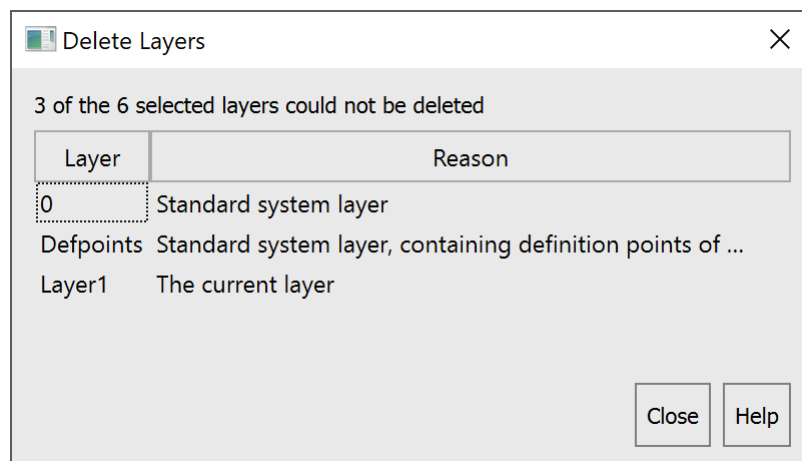 Delete Layers
3 of the 6 selected layers could not be deleted
Layer Reason
0 Standard system layer
Defpoints Standard system layer, containing definition points of ...
Layer1 The current layer
Close Help